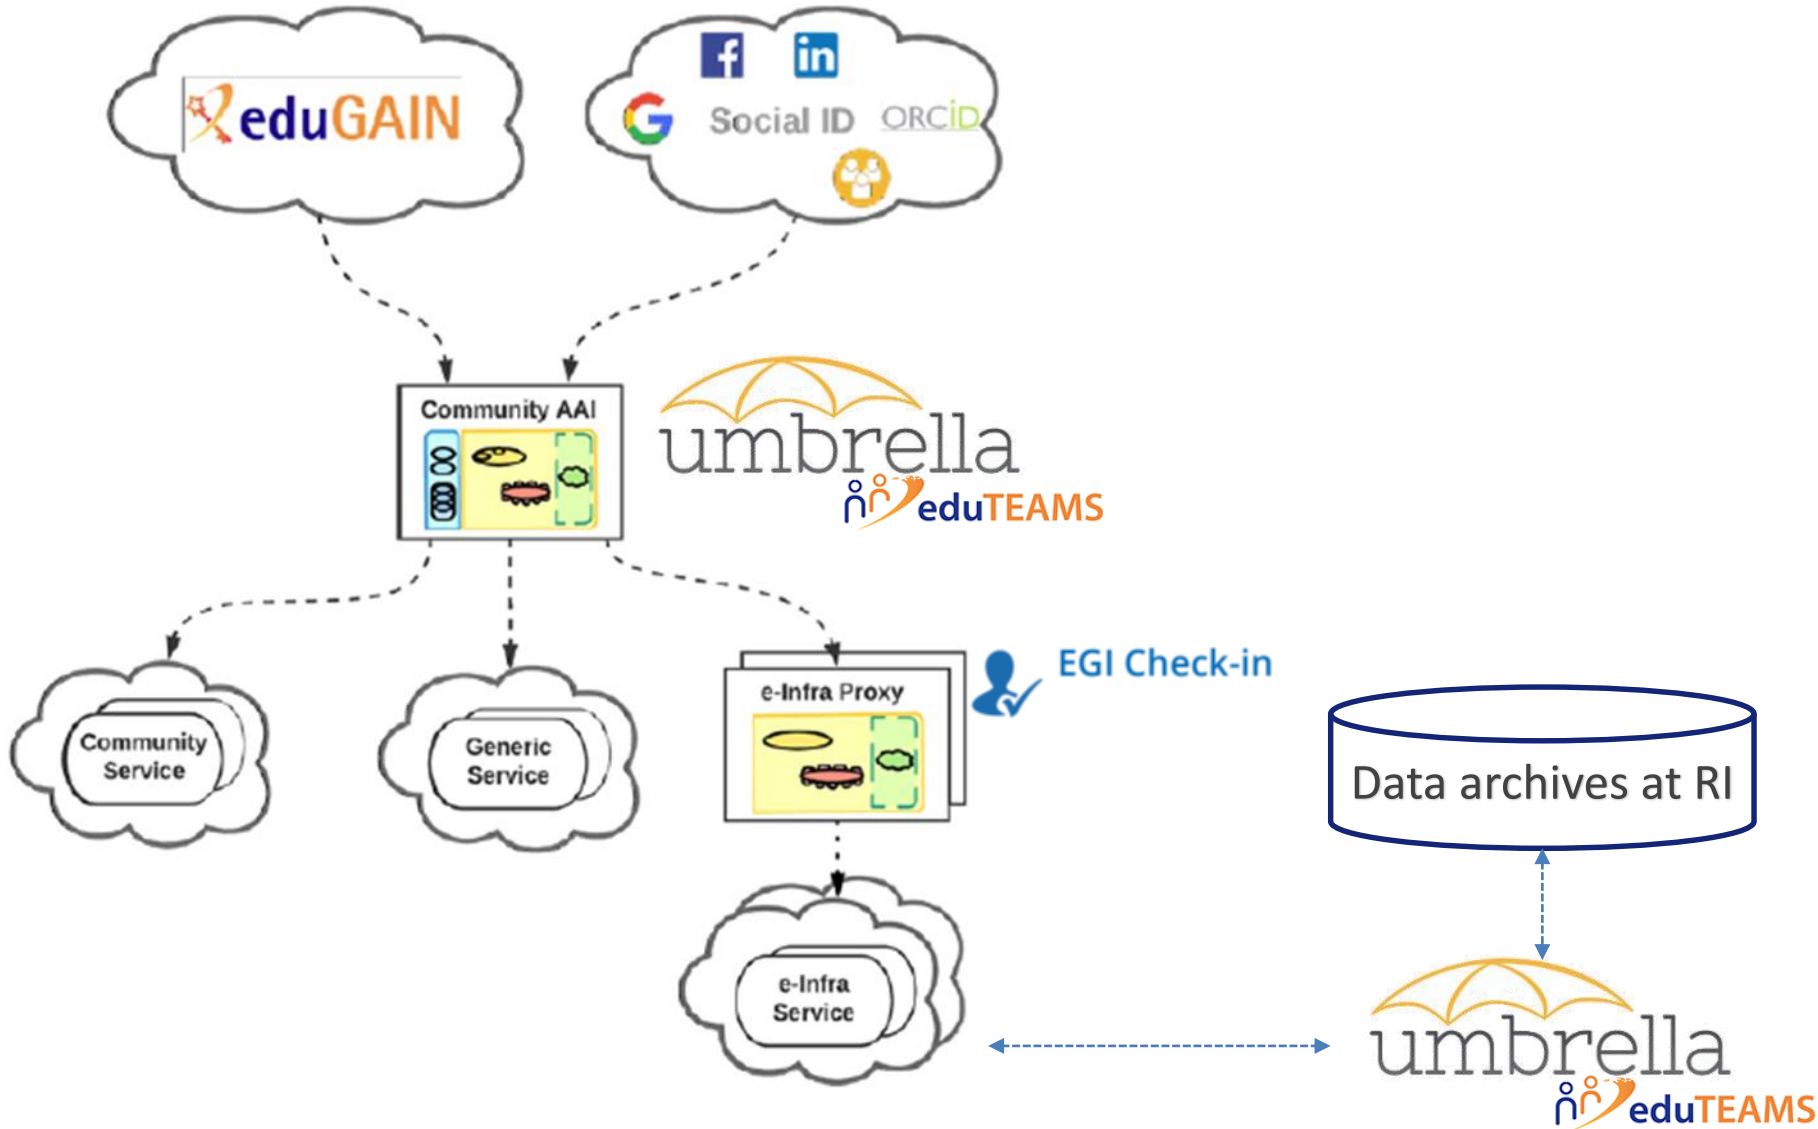 eduGAIN
f
in
G
Social ID
ORCiD
Community AAI
umbrella
eduTEAMS
Community
Service
Generic
Service
e-Infra Proxy
EGI Check-in
Data archives at RI
e-Infra
Service
umbrella
eduTEAMS